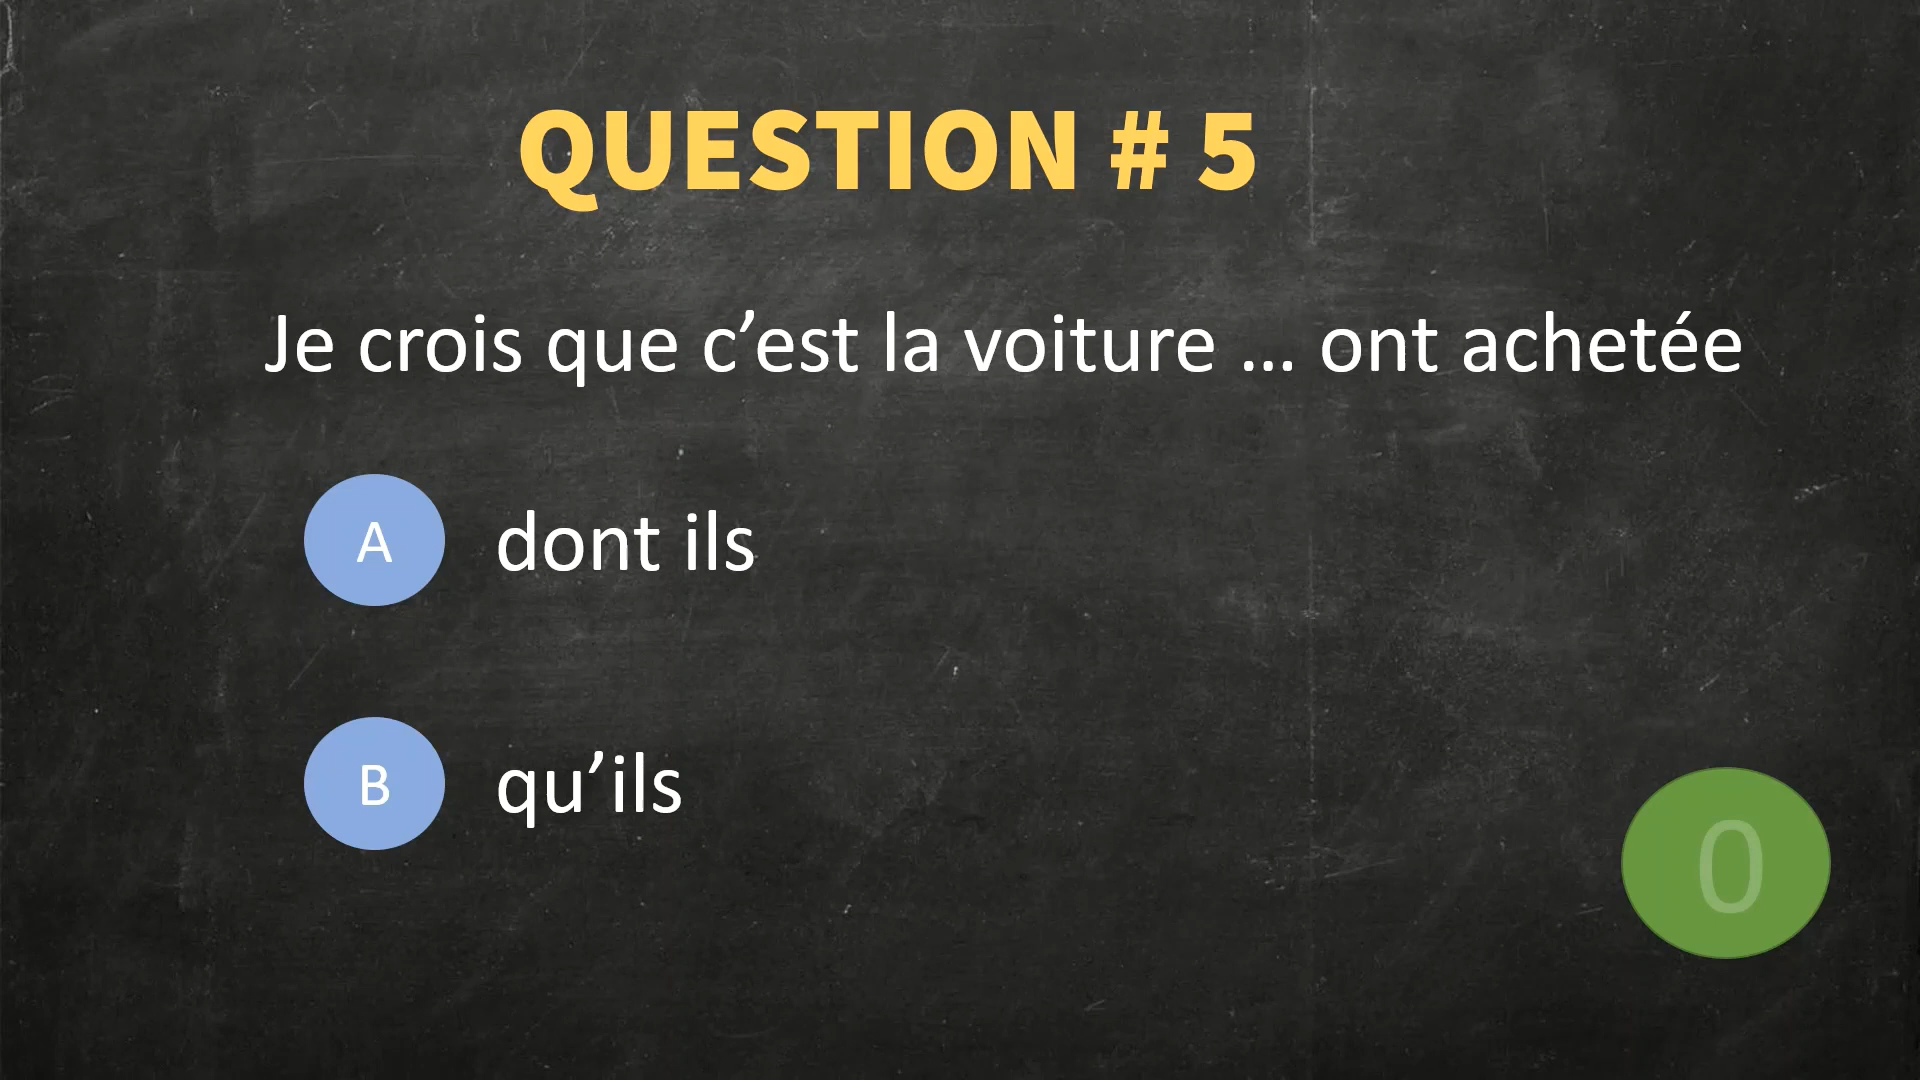 QUESTION # 5
Je crois que c’est la voiture ... ont achetée
A dont ils
B qu’ils
0